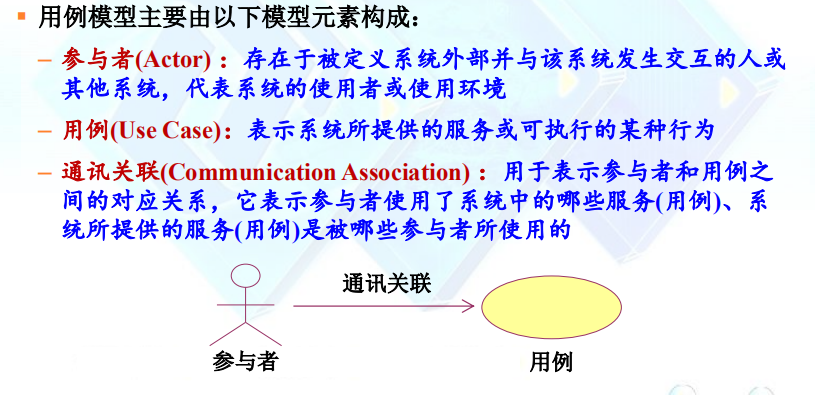 ▪ 用例模型主要由以下模型元素构成：
– 参与者(Actor) ：存在于被定义系统外部并与该系统发生交互的人或
其他系统，代表系统的使用者或使用环境
– 用例(Use Case)：表示系统所提供的服务或可执行的某种行为
– 通讯关联(Communication Association) ：用于表示参与者和用例之
间的对应关系，它表示参与者使用了系统中的哪些服务(用例)、系
统所提供的服务(用例)是被哪些参与者所使用的
通讯关联
参与者
用例